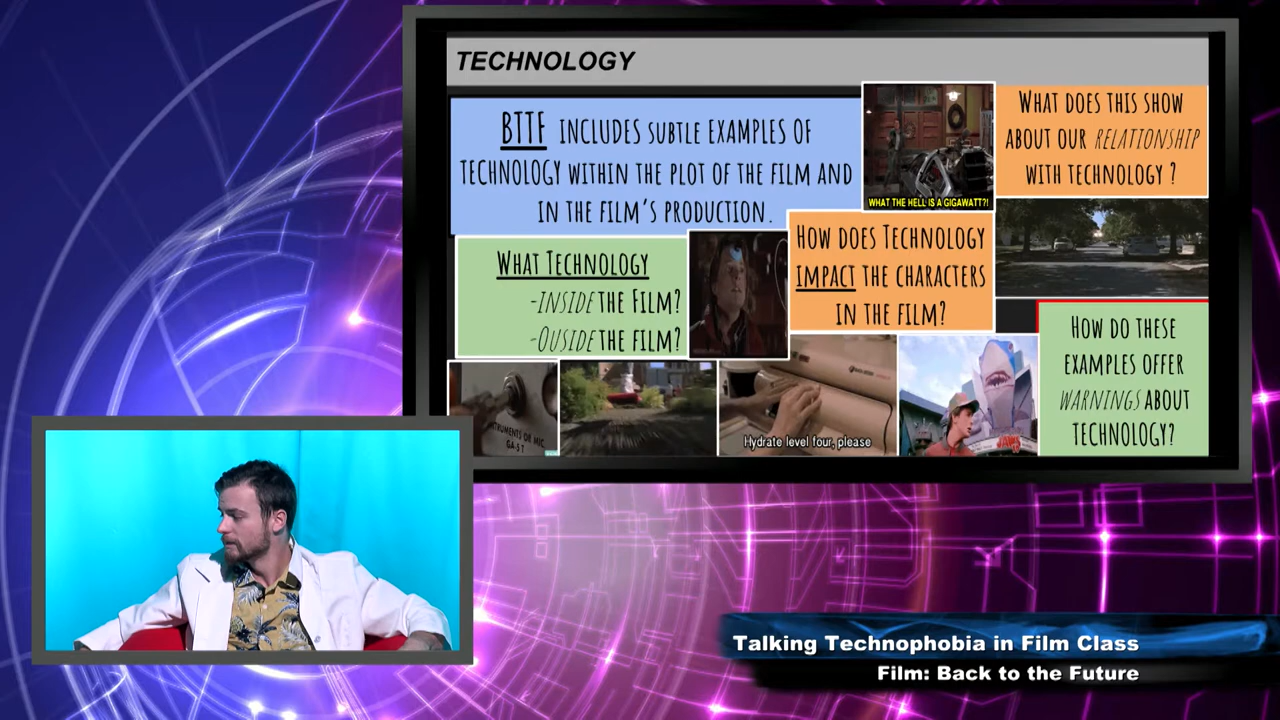 TECHNOLOGY
BTTF INCLUDES SUBTLE EXAMPLES OF
TECHNOLOGY WITHIN THE PLOT OF THE FILM AND
IN THE FILM'S PRODUCTION.
WHAT THE HELL IS A GIGAWATT?!
WHAT DOES THIS SHOW
ABOUT OUR RELATIONSHIP
WITH TECHNOLOGY ?
WHAT TECHNOLOGY
-INSIDE THE FILM?
-OUSIDE THE FILM?
HOW DOES TECHNOLOGY
IMPACT THE CHARACTERS
IN THE FILM?
HOW DO THESE
EXAMPLES OFFER
WARNINGS ABOUT
TECHNOLOGY?
Hydrate level four, please
JAWS
Talking Technophobia in Film Class
Film: Back to the Future